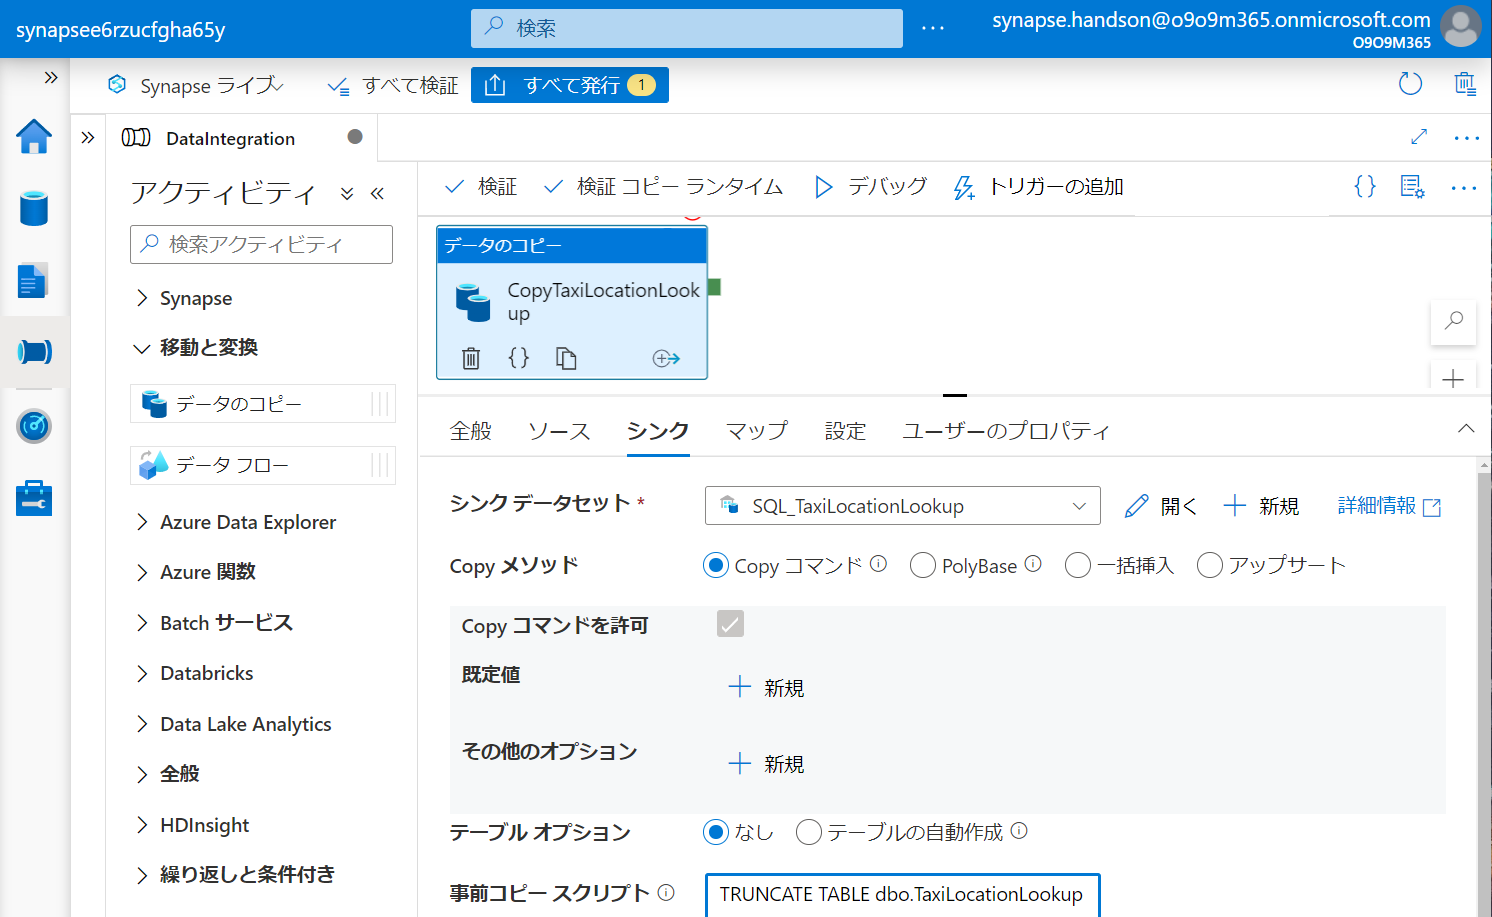 synapsee6rzucfgha65y
検索
synapse.handson@o9o9m365.onmicrosoft.com
O9O9M365
Synapse ライブ
すべて検証
すべて発行 1
DataIntegration
アクティビティ
検索アクティビティ
Synapse
移動と変換
データのコピー
データ フロー
Azure Data Explorer
Azure 関数
Batch サービス
Databricks
Data Lake Analytics
全般
HDInsight
繰り返しと条件付き
検証
検証 コピー ランタイム
デバッグ
トリガーの追加
データのコピー
CopyTaxiLocationLook
up
全般
ソース
シンク
マップ
設定
ユーザーのプロパティ
シンク データセット *
SQL_TaxiLocationLookup
開く
新規
詳細情報
Copy メソッド
Copy コマンド
PolyBase
一括挿入
アップサート
Copy コマンドを許可
既定値
新規
その他のオプション
新規
テーブル オプション
なし
テーブルの自動作成
事前コピー スクリプト
TRUNCATE TABLE dbo.TaxiLocationLookup